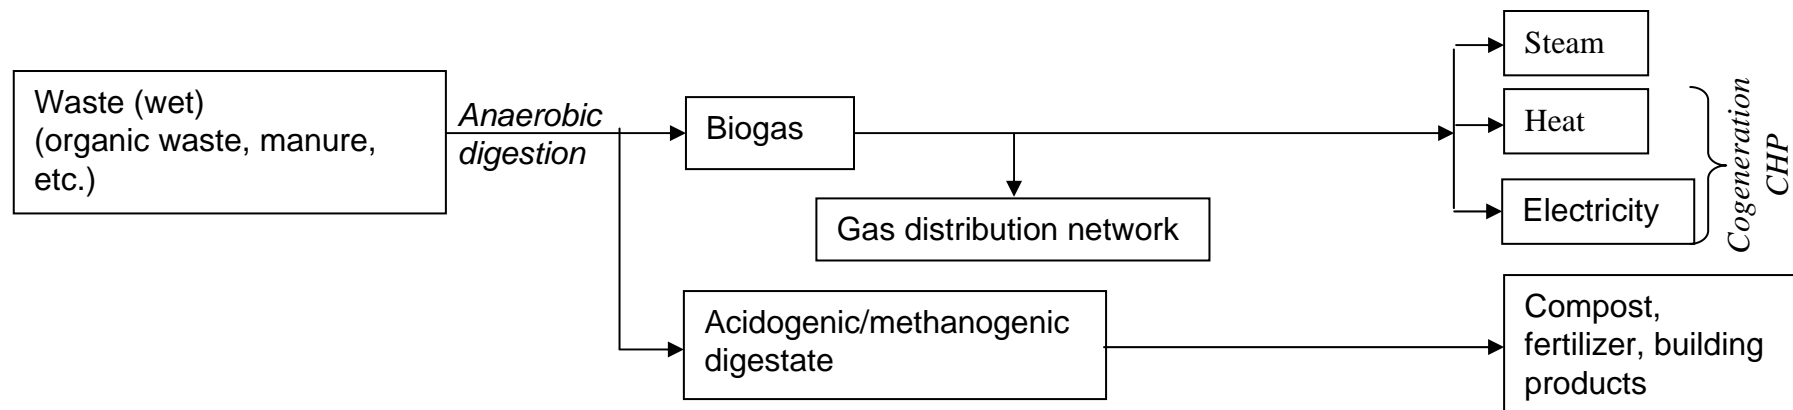 Waste (wet)
(organic waste, manure,
etc.)
Anaerobic
digestion
Biogas
Gas distribution network
Steam
Heat
Electricity
Cogeneration
CHP
Acidogenic/methanogenic
digestate
Compost,
fertilizer, building
products